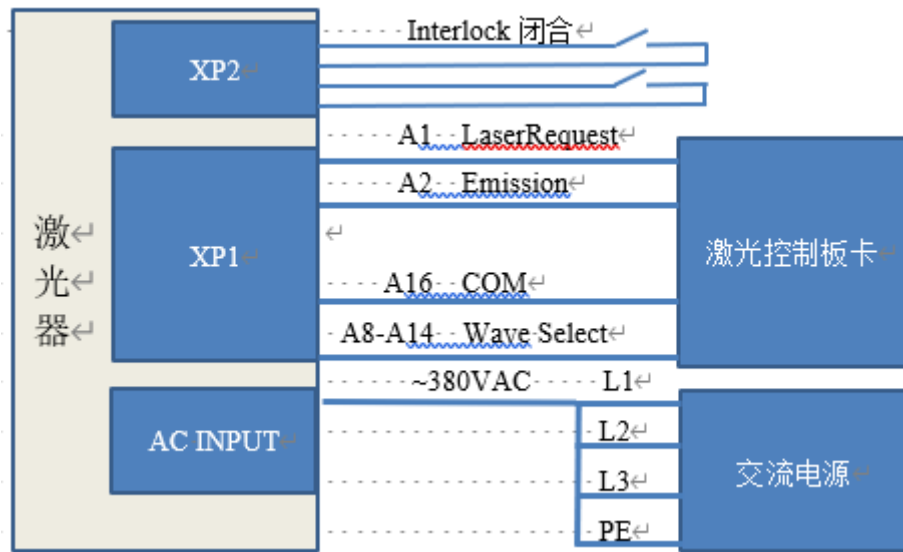 Interlock 闭合
XP2
A1 LaserRequest
A2 Emission
激
光
器
XP1
激光控制板卡
A16 COM
A8-A14 Wave Select
~380VAC L1
AC INPUT
L2
L3
交流电源
PE